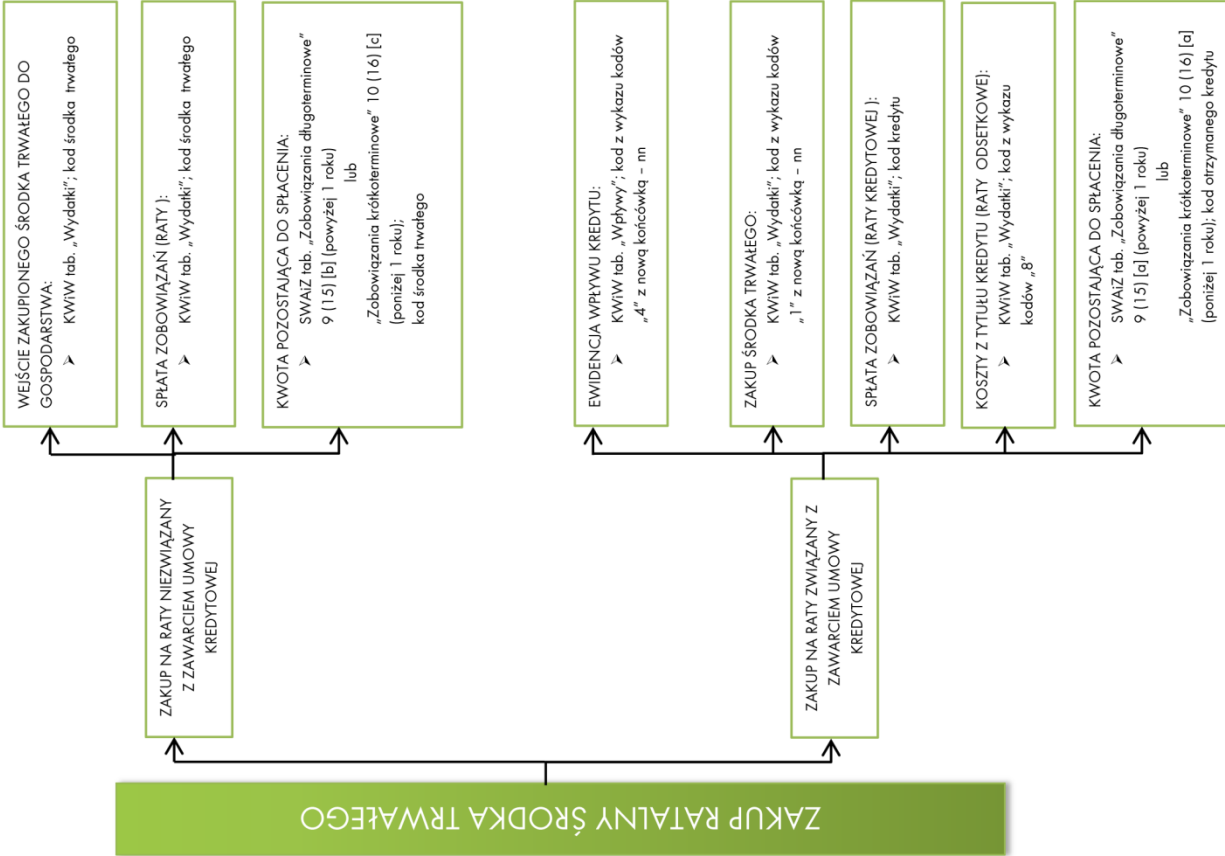 ZAKUP RATALNY ŚRODKA TRWAŁEGO
ZAKUP NA RATY NIEZWIĄZANY
Z ZAWARCIEM UMOWY
KREDYTOWEJ
WEJŚCIE ZAKUPIONEGO ŚRODKA TRWAŁEGO DO
GOSPODARSTWA:
➢ KWiW tab. „Wydatki”; kod środka trwałego
SPŁATA ZOBOWIĄZAŃ (RATY ):
➢ KWiW tab. „Wydatki”; kod środka trwałego
KWOTA POZOSTAJĄCA DO SPŁACENIA:
➢ SWAiZ tab. „Zobowiązania długoterminowe”
9 (15) [b] (powyżej 1 roku)
lub
„Zobowiązania krótkoterminowe” 10 (16) [c]
(poniżej 1 roku);
kod środka trwałego
ZAKUP NA RATY ZWIĄZANY Z
ZAWARCIEM UMOWY
KREDYTOWEJ
EWIDENCJA WPŁYWU KREDYTU:
➢ KWiW tab. „Wpływy”; kod z wykazu kodów
„4” z nową końcówką – nn
ZAKUP ŚRODKA TRWAŁEGO:
➢ KWiW tab. „Wydatki”; kod z wykazu kodów
„1” z nową końcówką – nn
SPŁATA ZOBOWIĄZAŃ (RATY KREDYTOWEJ ):
➢ KWiW tab. „Wydatki”; kod kredytu
KOSZTY Z TYTUŁU KREDYTU (RATY ODSETKOWE):
➢ KWiW tab. „Wydatki”; kod z wykazu
kodów „8”
KWOTA POZOSTAJĄCA DO SPŁACENIA:
➢ SWAiZ tab. „Zobowiązania długoterminowe”
9 (15) [a] (powyżej 1 roku)
lub
„Zobowiązania krótkoterminowe” 10 (16) [a]
(poniżej 1 roku); kod otrzymanego kredytu